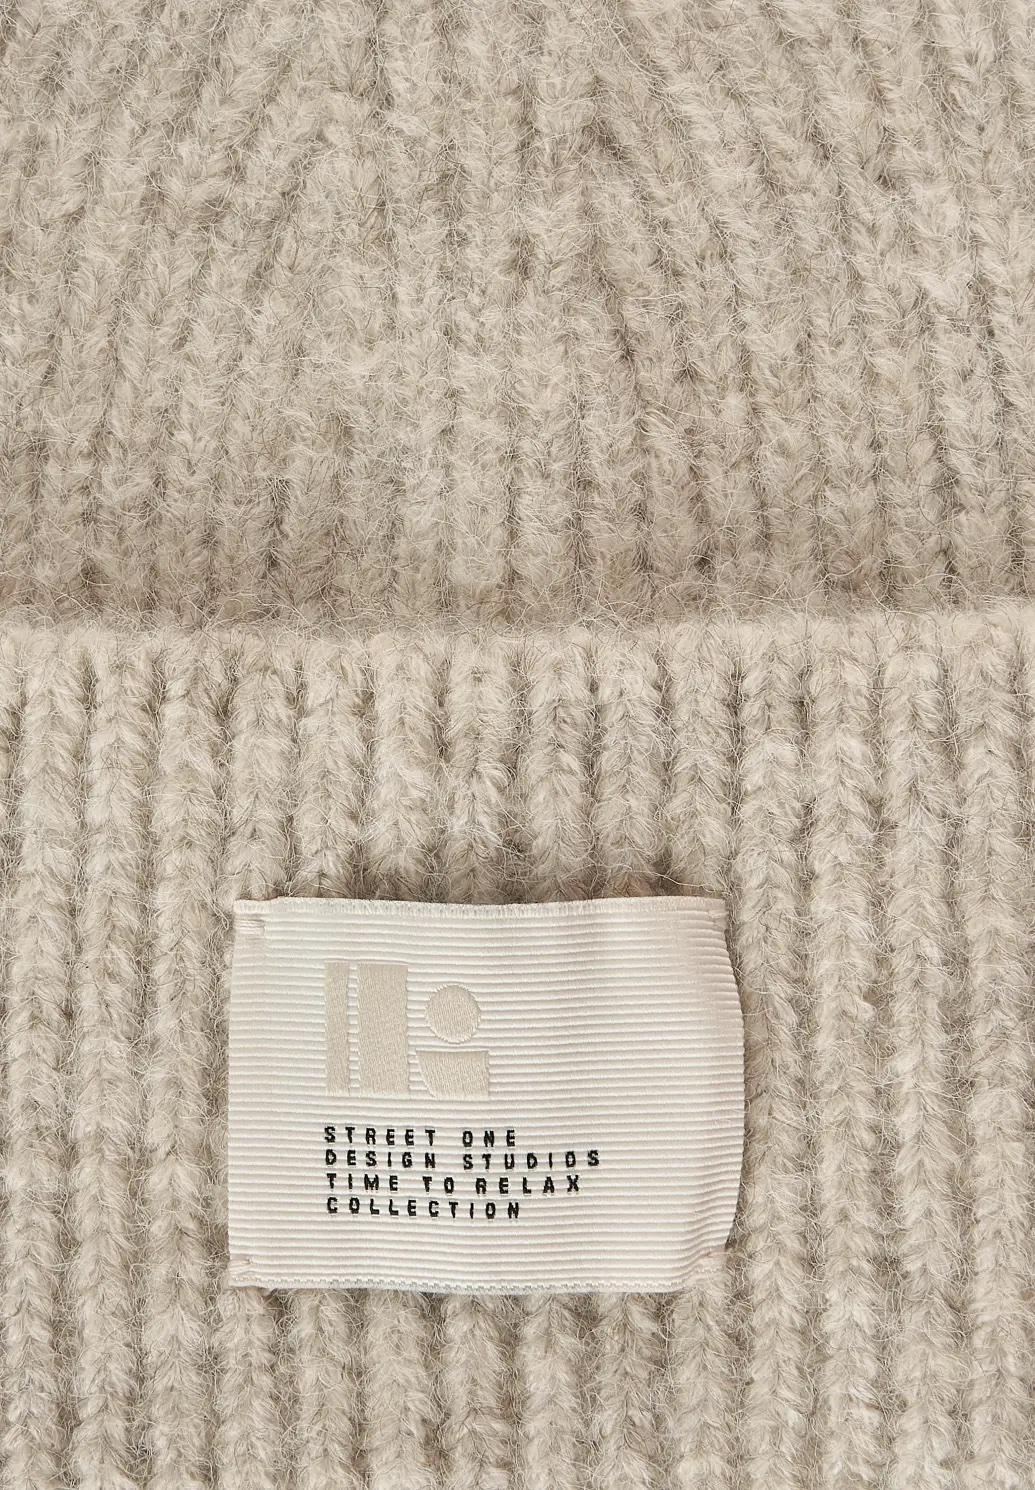 STREET ONE
DESIGN STUDIOS
TIME TO RELAX
COLLECTION